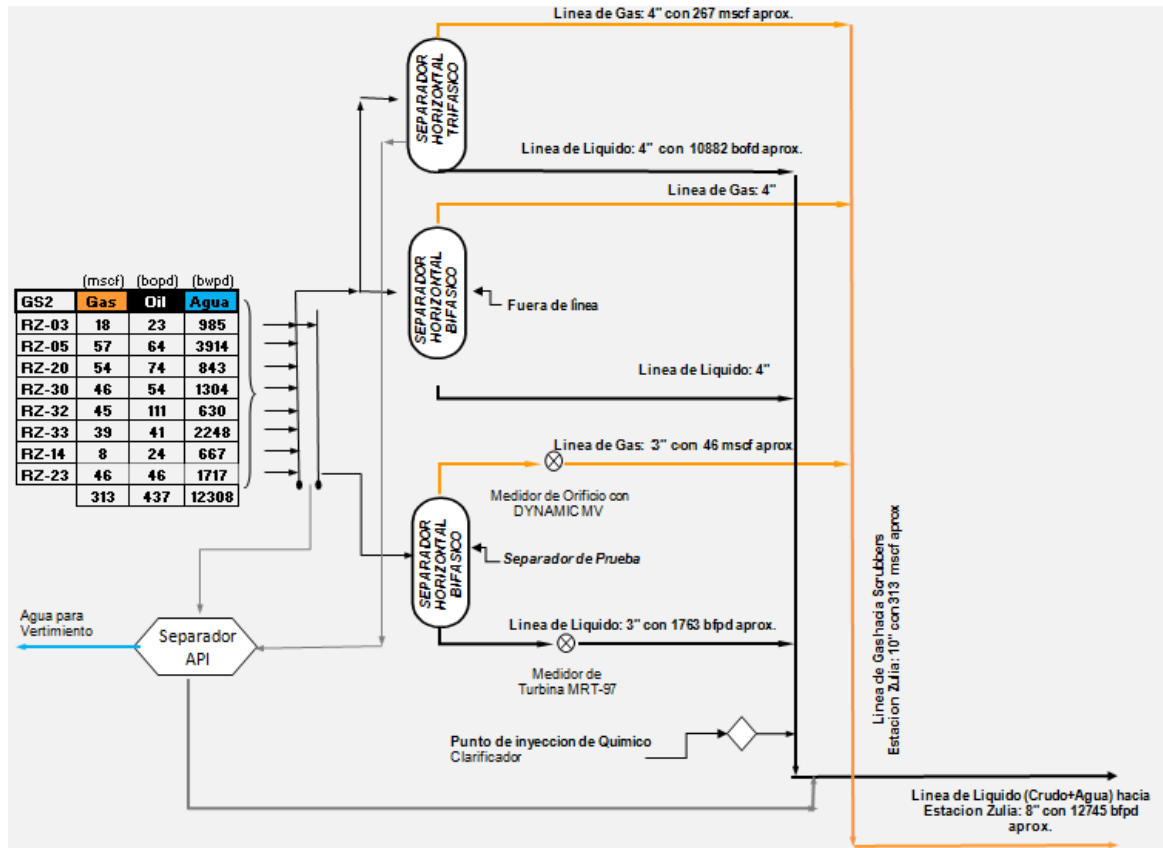 Linea de Gas: 4" con 267 mscf aprox.
SEPARADOR
HORIZONTAL
TRIFASICO
Linea de Liquido: 4" con 10882 bofd aprox.
Linea de Gas: 4"
SEPARADOR
HORIZONTAL
BIFASICO
Fuera de linea
Linea de Liquido: 4"
(mscf) (bopd) (bwpd)
GS2 Gas Oil Agua
RZ-03 18 23 985
RZ-05 57 64 3914
RZ-20 54 74 843
RZ-30 46 54 1304
RZ-32 45 111 630
RZ-33 39 41 2248
RZ-14 8 24 667
RZ-23 46 46 1717
313 437 12308
Linea de Gas: 3" con 46 mscf aprox.
Medidor de Orificio con
DYNAMIC MV
SEPARADOR
HORIZONTAL
BIFASICO
Separador de Prueba
Linea de Liquido: 3" con 1763 bfpd aprox.
Medidor de
Turbina MRT-97
Agua para
Vertimiento
Separador
API
Punto de inyeccion de Quimico
Clarificador
Linea de Gas hacia Scrubbers
Estacion Zulia: 10" con 313 mscf aprox
Linea de Liquido (Crudo+Agua) hacia
Estacion Zulia: 8" con 12745 bfpd
aprox.